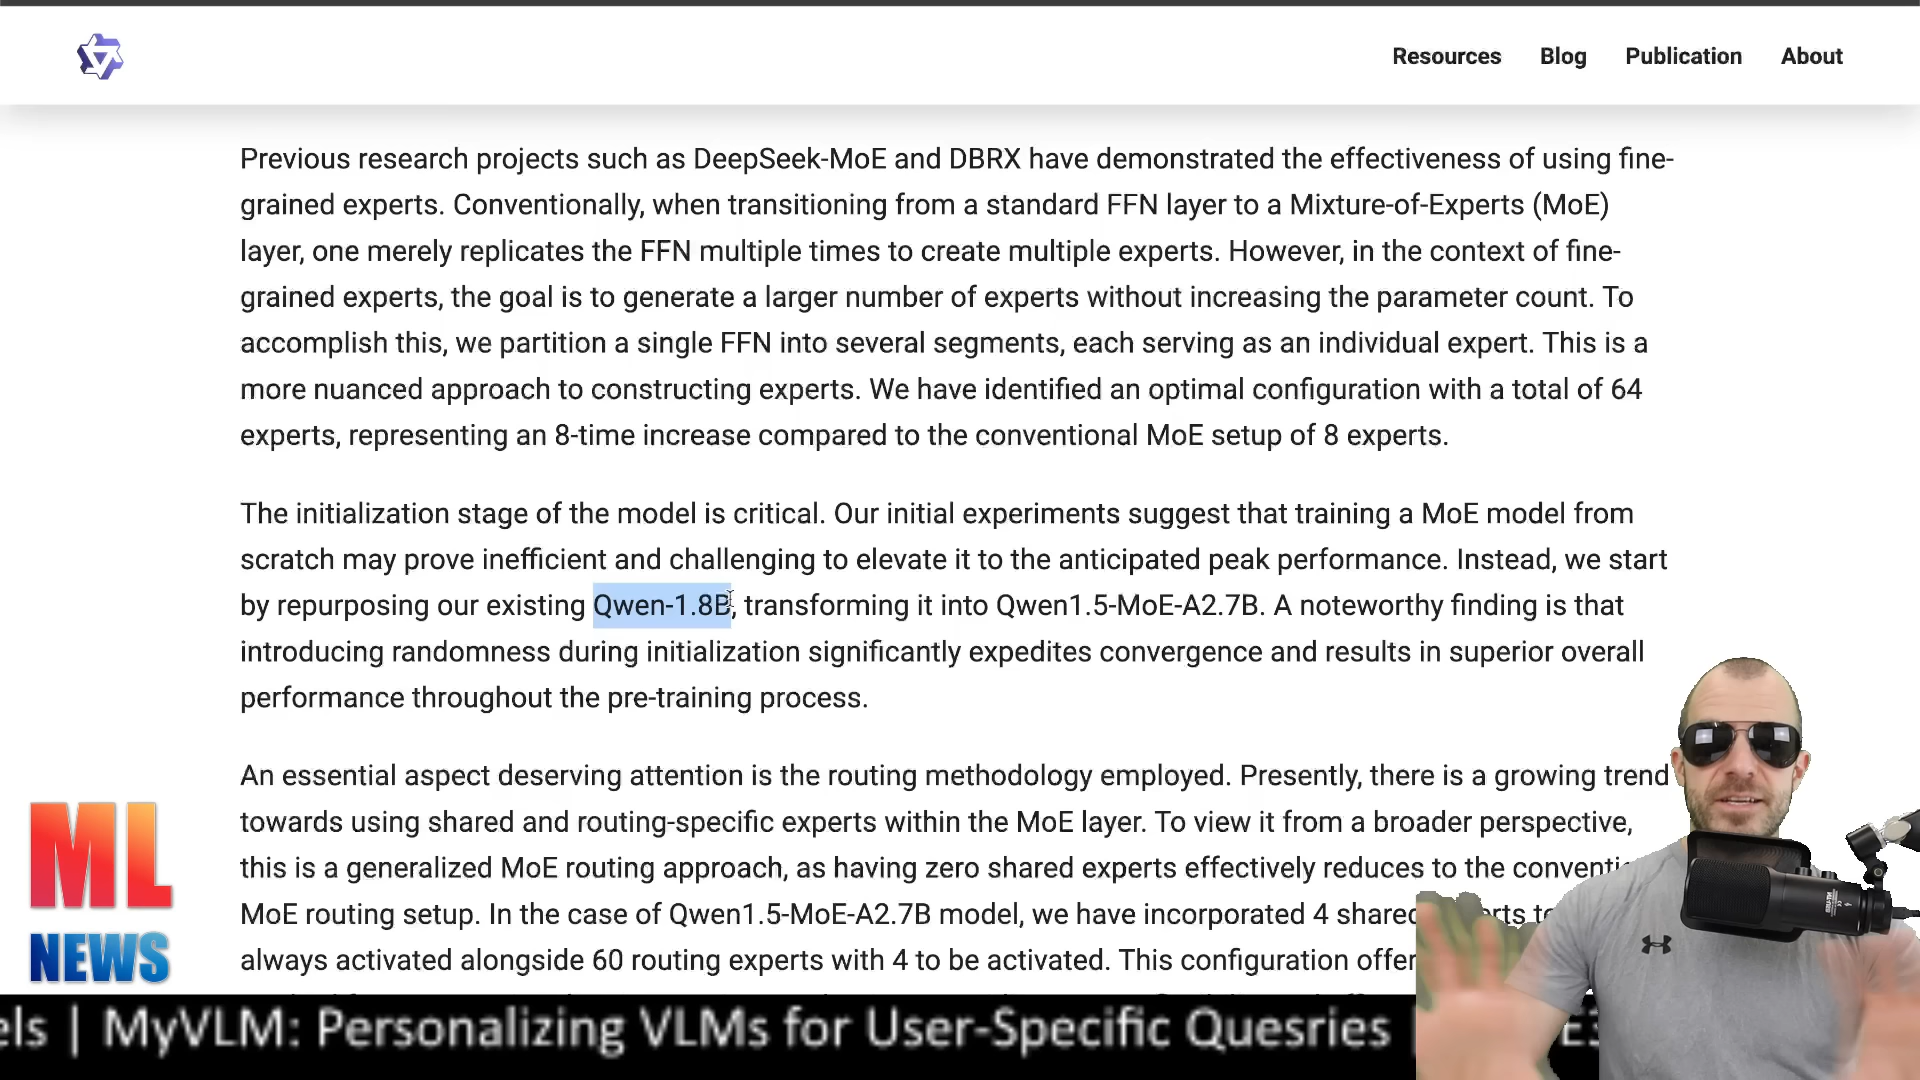 Resources Blog Publication About
Previous research projects such as DeepSeek-MoE and DBRX have demonstrated the effectiveness of using fine-
grained experts. Conventionally, when transitioning from a standard FFN layer to a Mixture-of-Experts (MoE)
layer, one merely replicates the FFN multiple times to create multiple experts. However, in the context of fine-
grained experts, the goal is to generate a larger number of experts without increasing the parameter count. To
accomplish this, we partition a single FFN into several segments, each serving as an individual expert. This is a
more nuanced approach to constructing experts. We have identified an optimal configuration with a total of 64
experts, representing an 8-time increase compared to the conventional MoE setup of 8 experts.
The initialization stage of the model is critical. Our initial experiments suggest that training a MoE model from
scratch may prove inefficient and challenging to elevate it to the anticipated peak performance. Instead, we start
by repurposing our existing Qwen-1.8B, transforming it into Qwen1.5-MoE-A2.7B. A noteworthy finding is that
introducing randomness during initialization significantly expedites convergence and results in superior overall
performance throughout the pre-training process.
An essential aspect deserving attention is the routing methodology employed. Presently, there is a growing trend
towards using shared and routing-specific experts within the MoE layer. To view it from a broader perspective,
this is a generalized MoE routing approach, as having zero shared experts effectively reduces to the
MoE routing setup. In the case of Qwen1.5-MoE-A2.7B model, we have incorporated 4
always activated alongside 60 routing experts with 4 to be activated. This configuration
ML
NEWS
els | MyVLM: Personalizing VLMs for User-Specific Quesries |